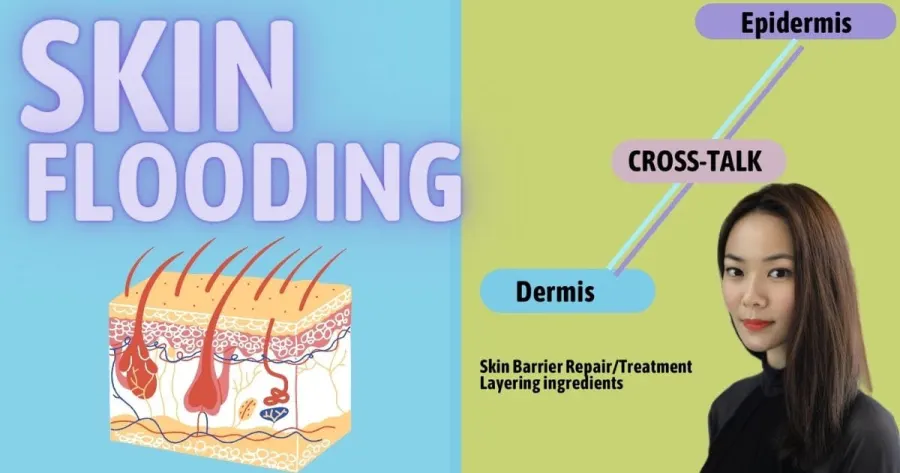 SKIN
FLOODING
Epidermis
CROSS-TALK
Dermis
Skin Barrier Repair/Treatment
Layering ingredients